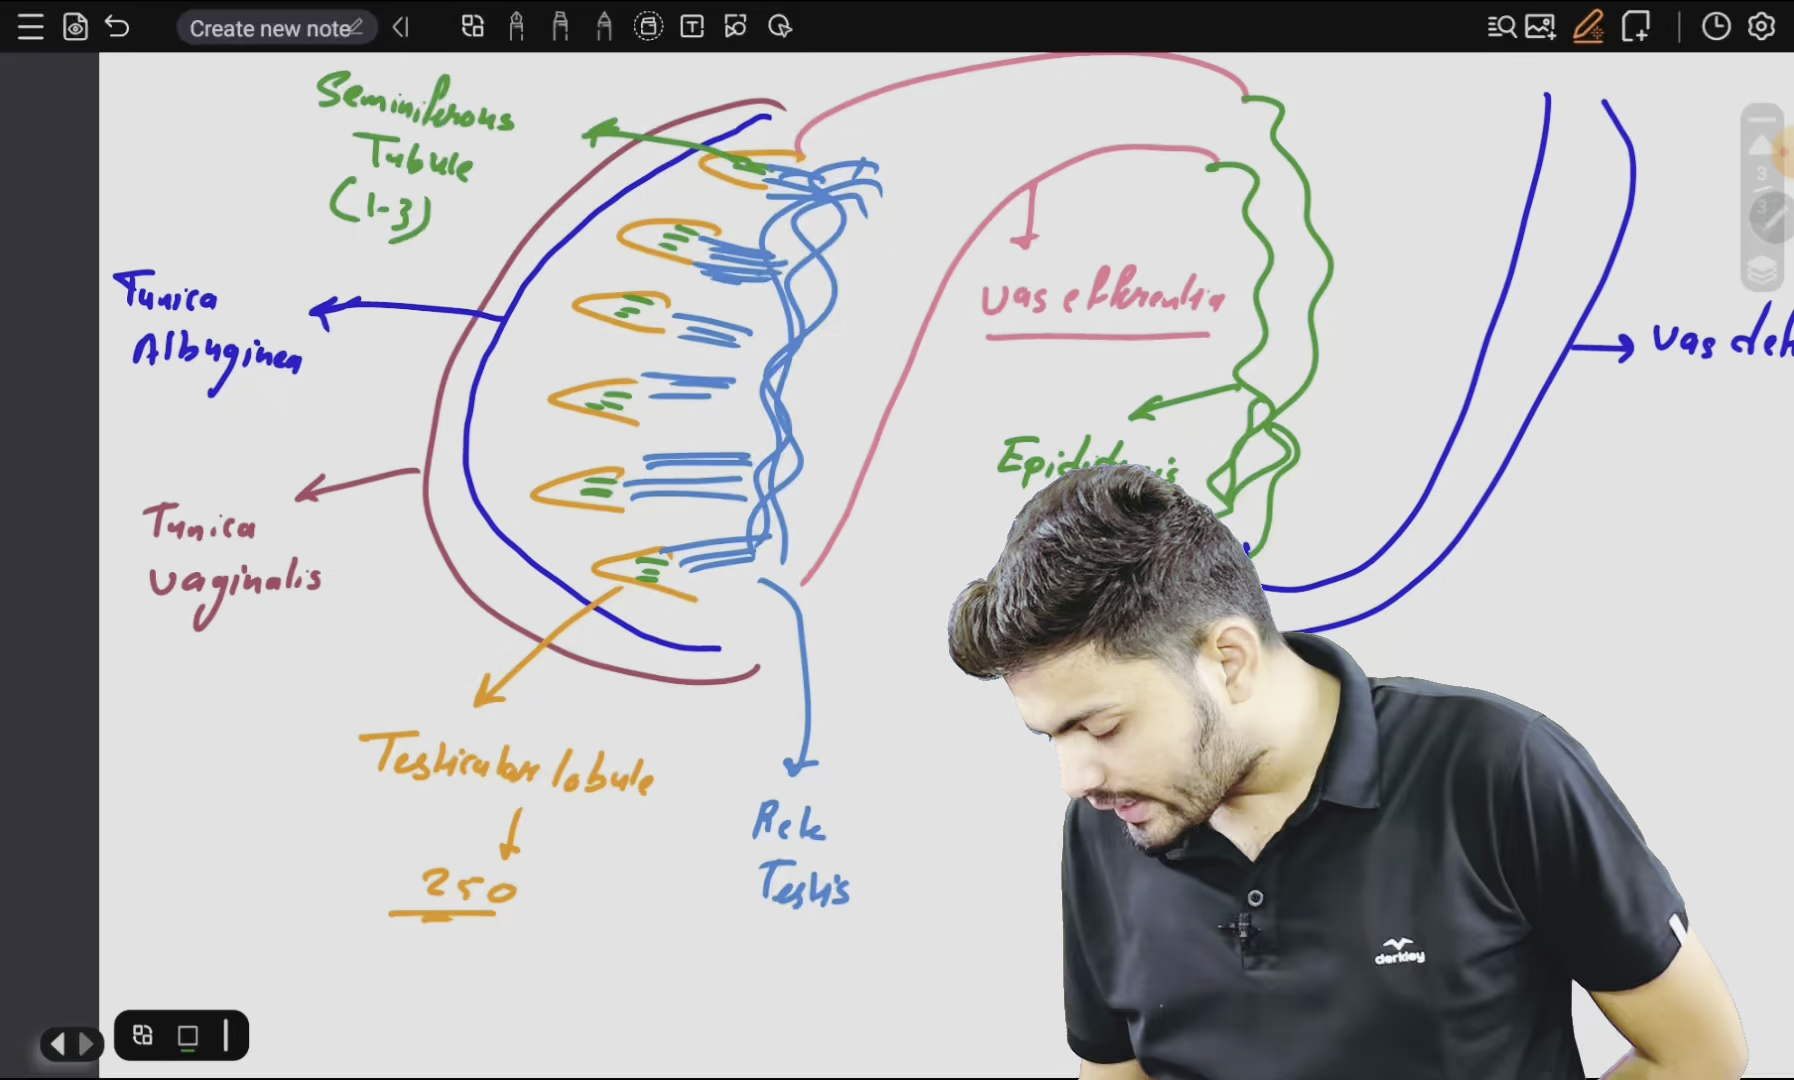 Create new note
Seminiferous
Tubule
(1-3)
Tunica
Albuginea
Vas efferentia
Vas def
Tunica
Vaginalis
Testicular lobule
250
Rete
Testis
derkley